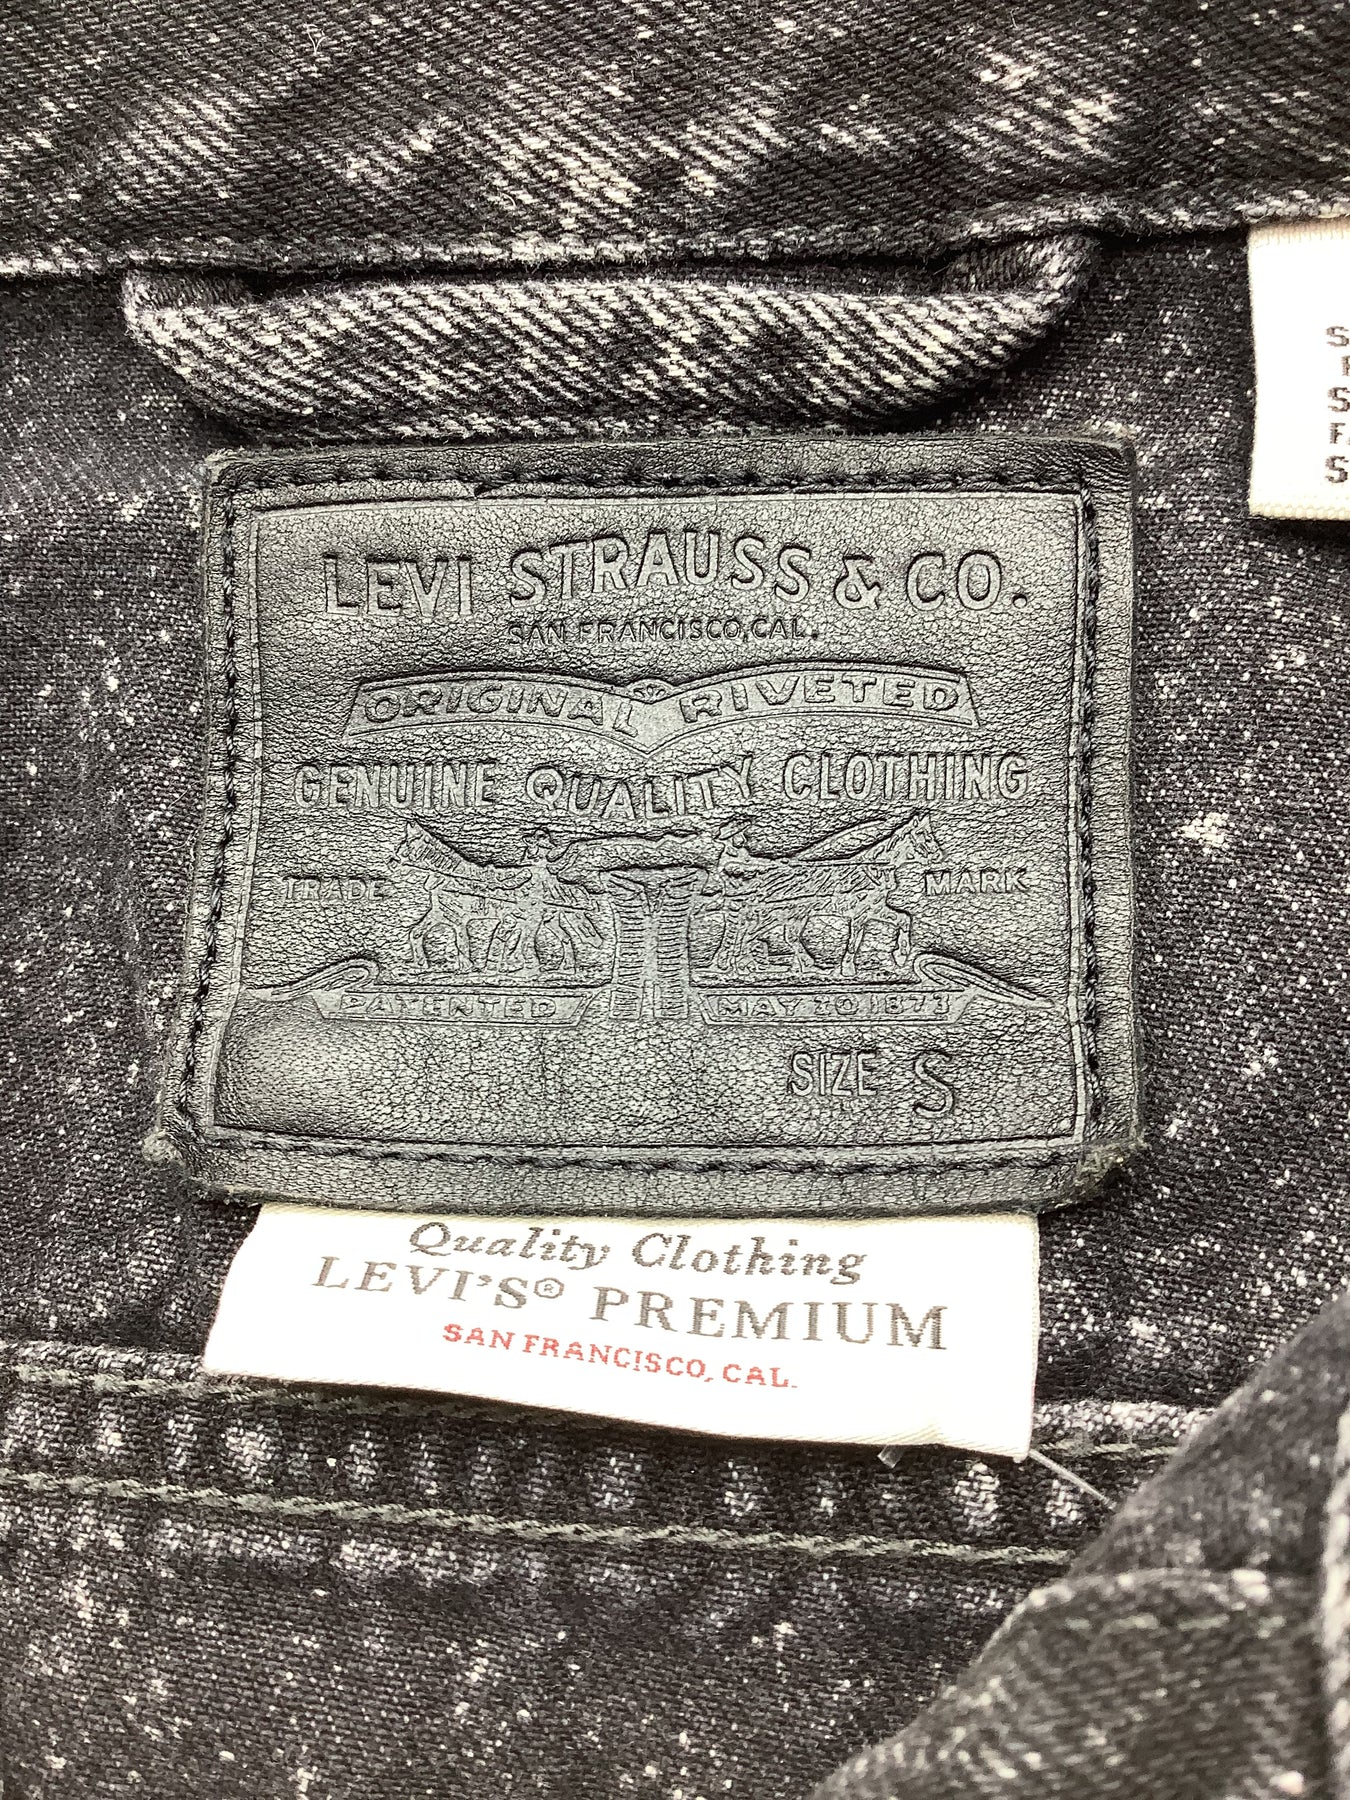 LEVI STRAUSS & CO.
SAN FRANCISCO, CAL.
ORIGINAL RIVETED
GENUINE QUALITY CLOTHING
TRADE MARK
PATENTED MAY 20 1873
SIZE S
Quality Clothing
LEVI'S® PREMIUM
SAN FRANCISCO, CAL.